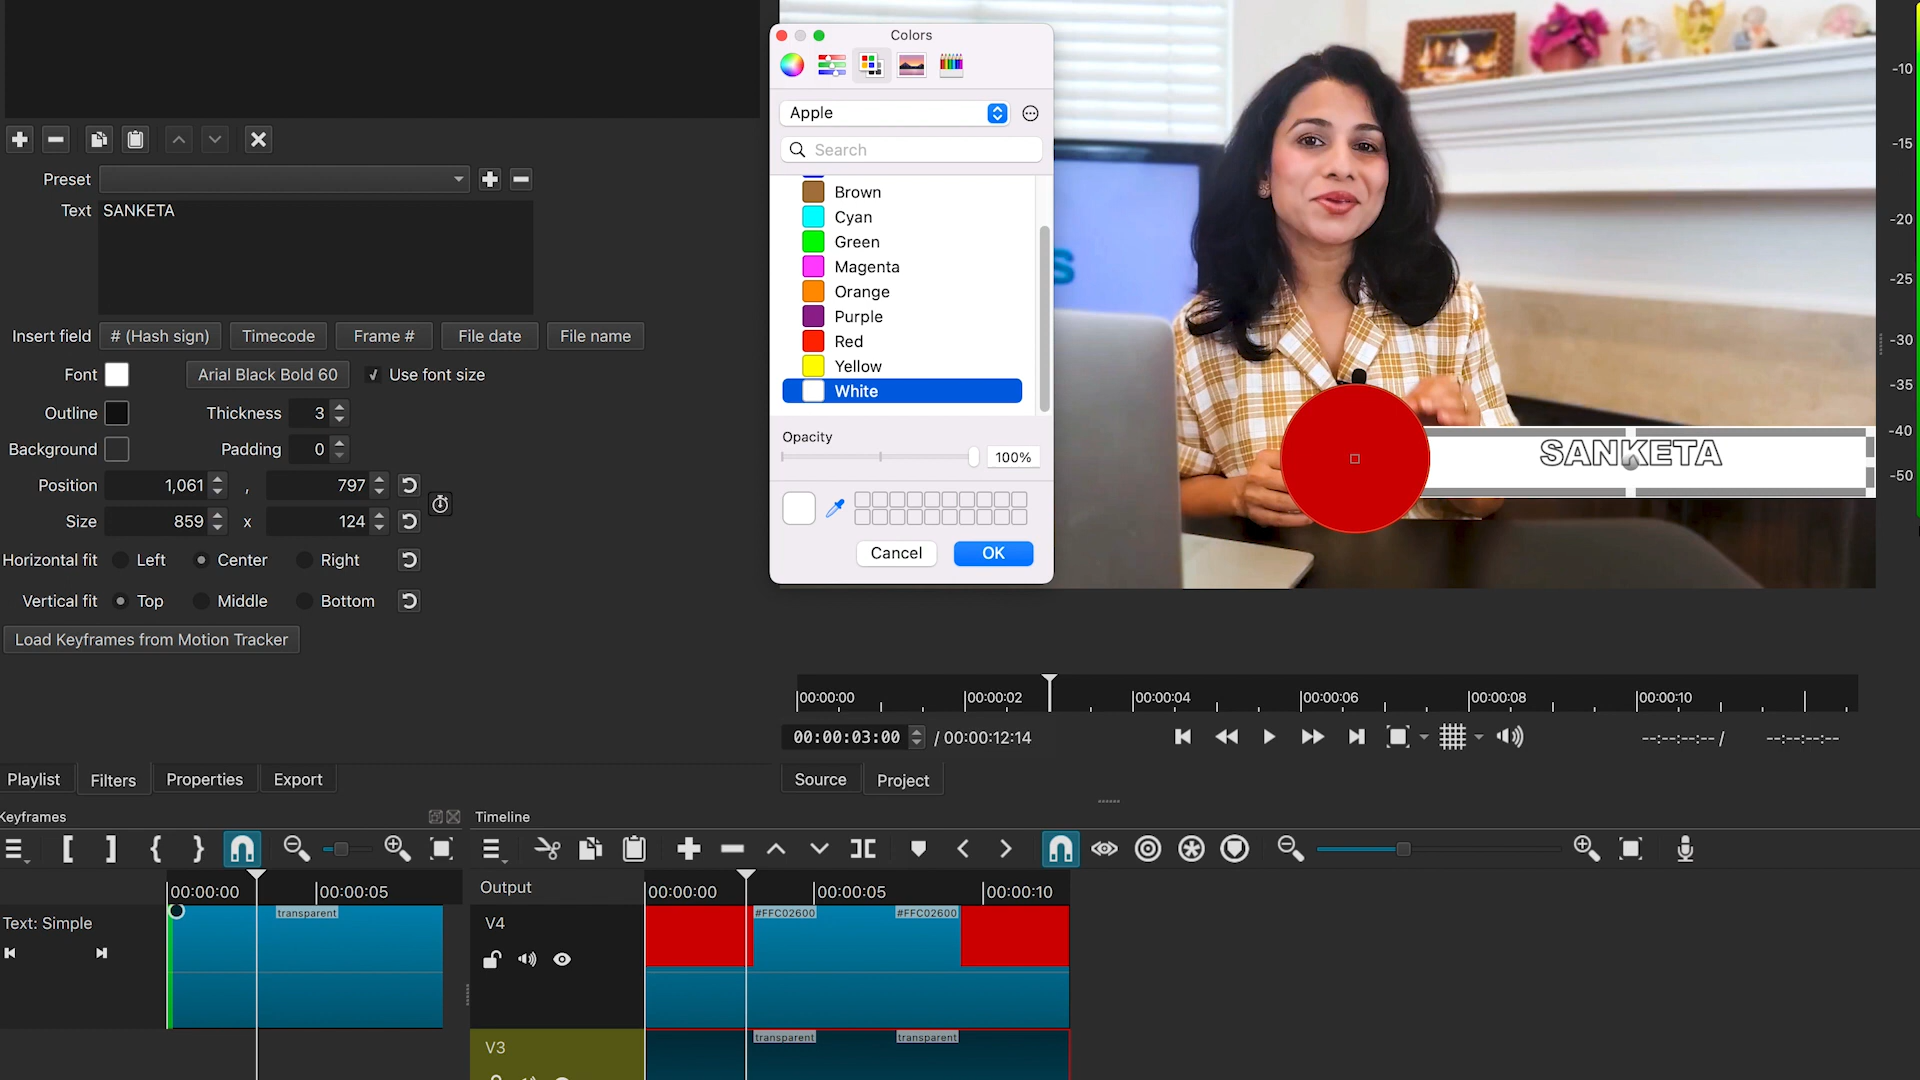 Colors
Apple
Search
Brown
Cyan
Green
Magenta
Orange
Purple
Red
Yellow
White
Opacity
100%
Cancel
OK
Preset
Text
SANKETA
Insert field
# (Hash sign)
Timecode
Frame #
File date
File name
Font
Arial Black Bold 60
Use font size
Outline
Thickness
3
Background
Padding
0
Position
1,061
,
797
Size
859
x
124
Horizontal fit
Left
Center
Right
Vertical fit
Top
Middle
Bottom
Load Keyframes from Motion Tracker
SANKETA
-10
-15
-20
-25
-30
-35
-40
-50
00:00:00
00:00:02
00:00:04
00:00:06
00:00:08
00:00:10
00:00:03:00
/ 00:00:12:14
--:--:--:-- /
--:--:--:--
Playlist
Filters
Properties
Export
Source
Project
Keyframes
Timeline
00:00:00
00:00:05
Output
00:00:00
00:00:05
00:00:10
Text: Simple
transparent
V4
#FFC02600
#FFC02600
V3
transparent
transparent